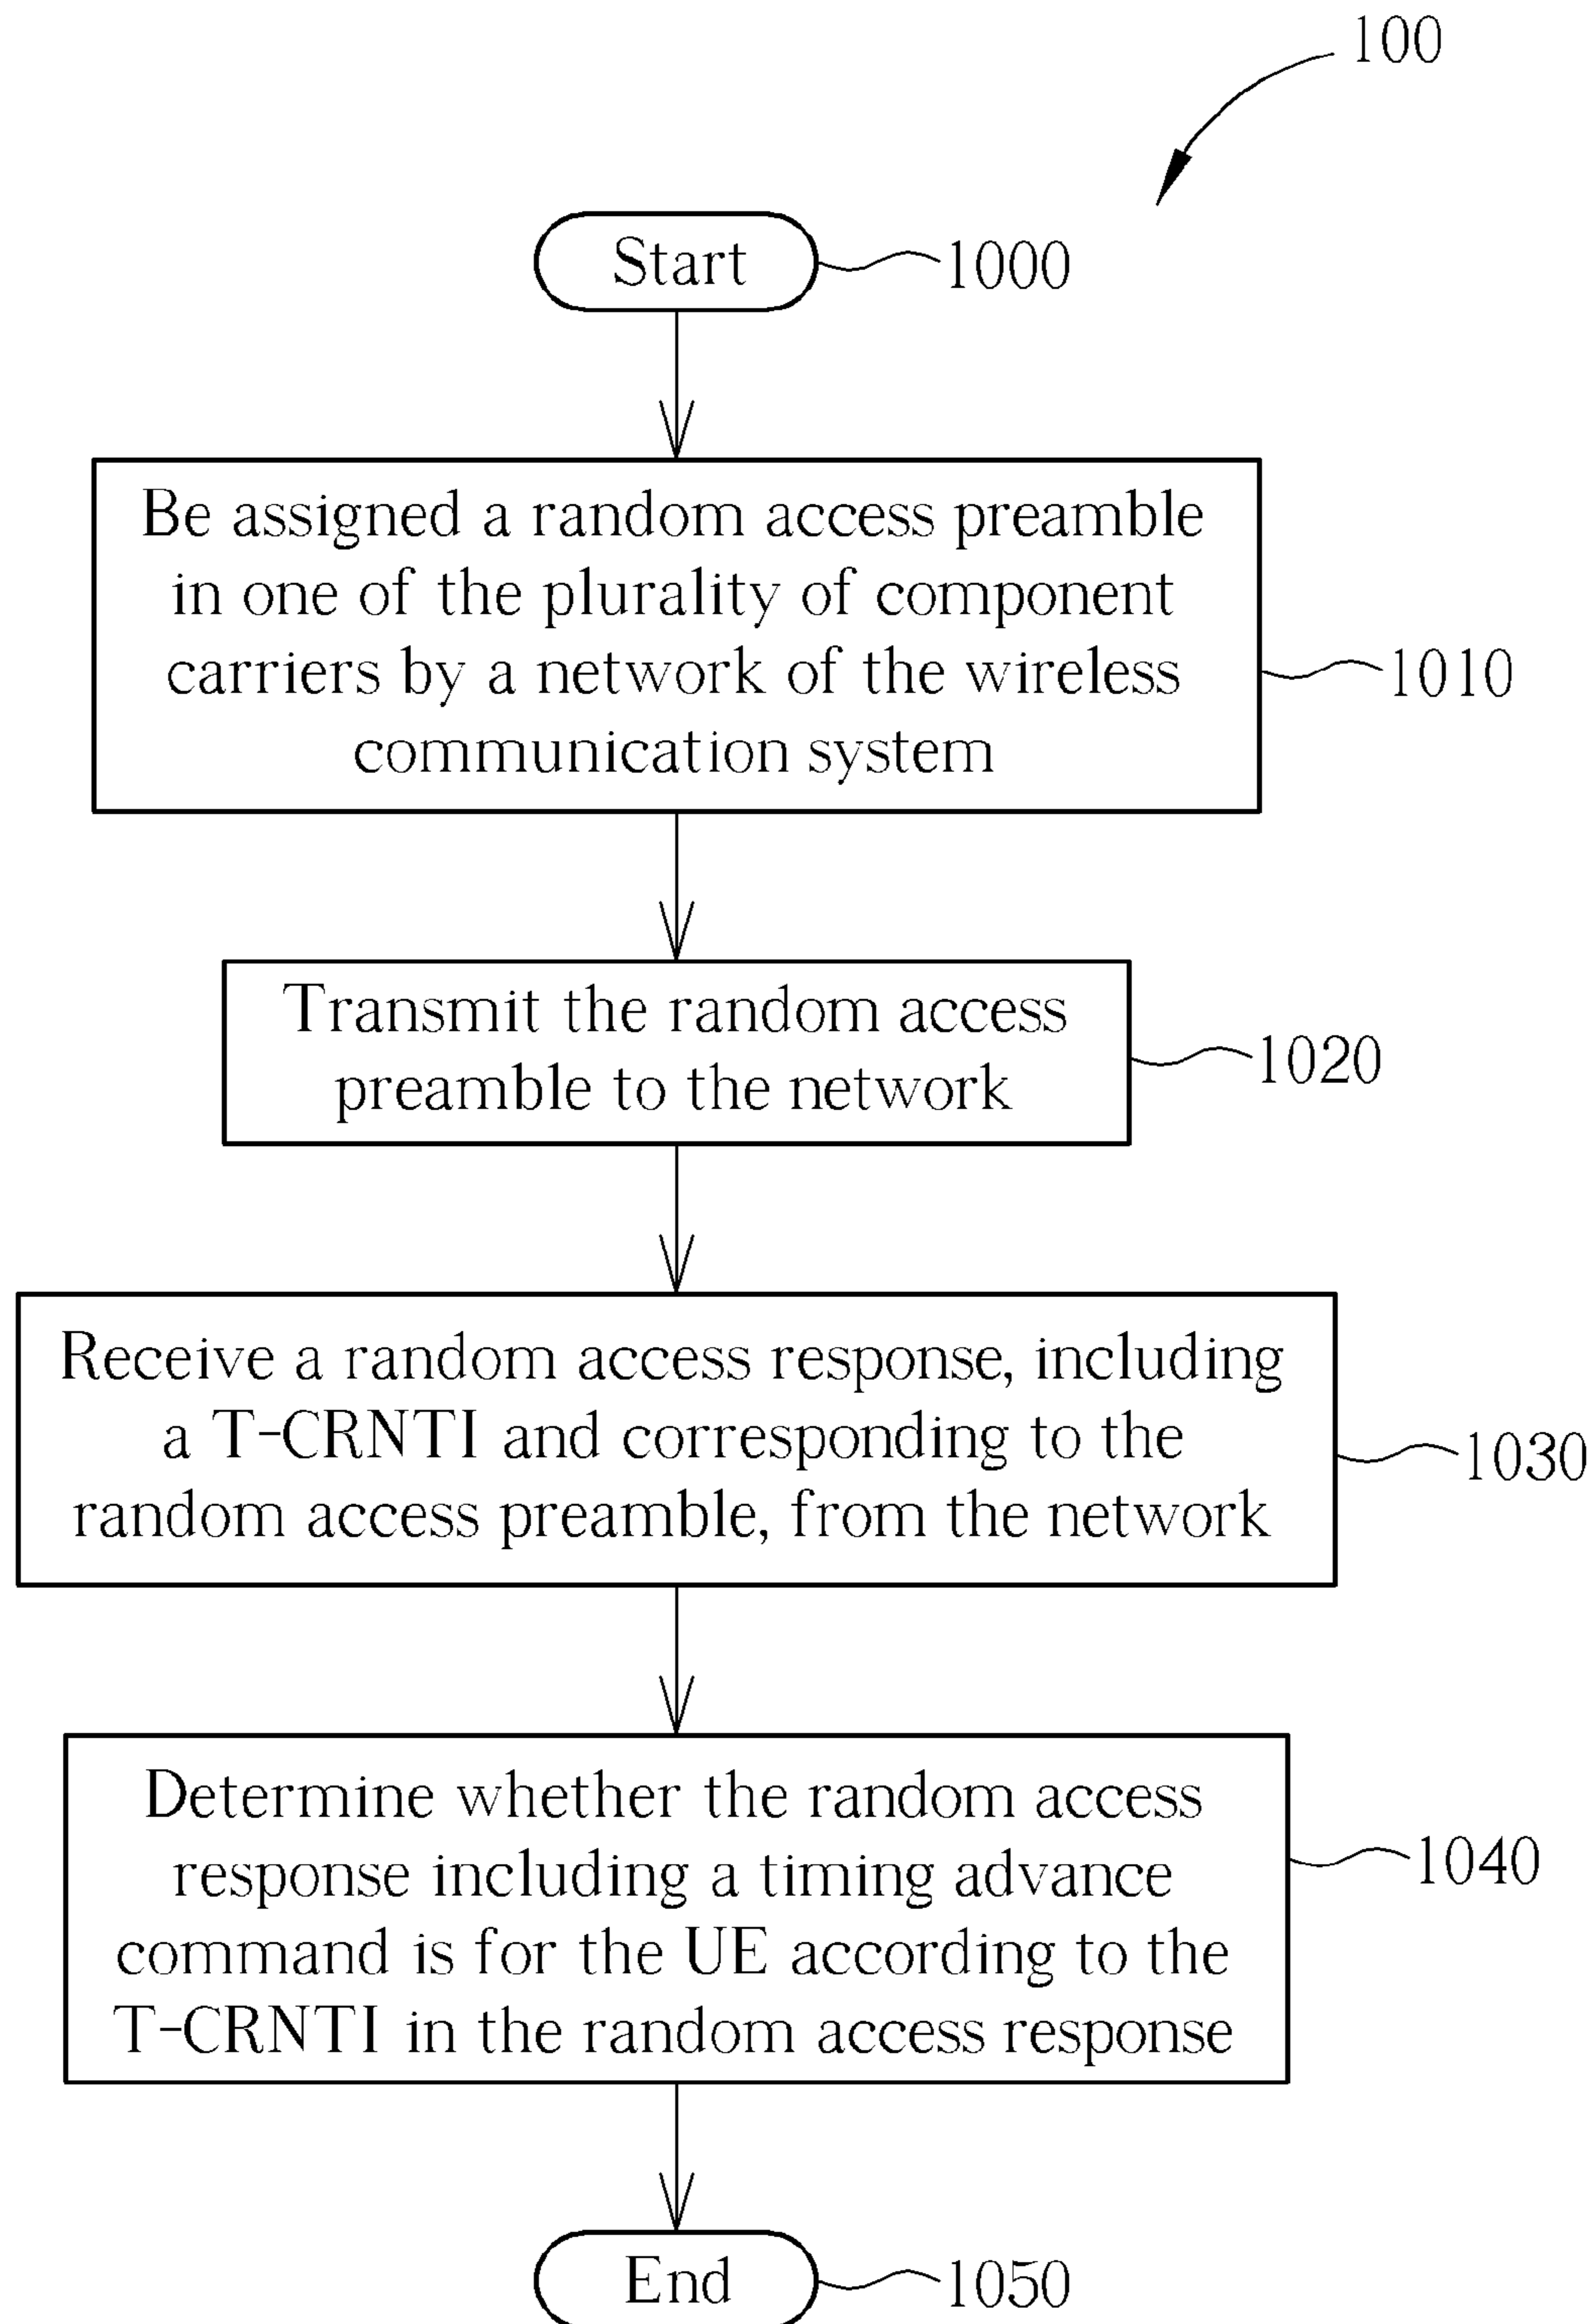 100
Start
1000
Be assigned a random access preamble
in one of the plurality of component
carriers by a network of the wireless
communication system
1010
Transmit the random access
preamble to the network
1020
Receive a random access response, including
a T-CRNTI and corresponding to the
random access preamble, from the network
1030
Determine whether the random access
response including a timing advance
command is for the UE according to the
T-CRNTI in the random access response
1040
End
1050